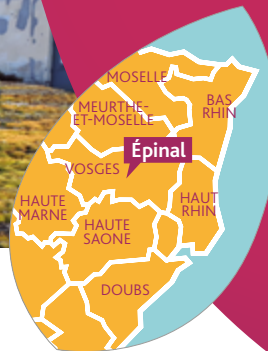 MOSELLE
MEURTHE-
ET-MOSELLE
BAS
RHIN
Épinal
VOSGES
HAUTE
MARNE
HAUT
RHIN
HAUTE
SAONE
DOUBS